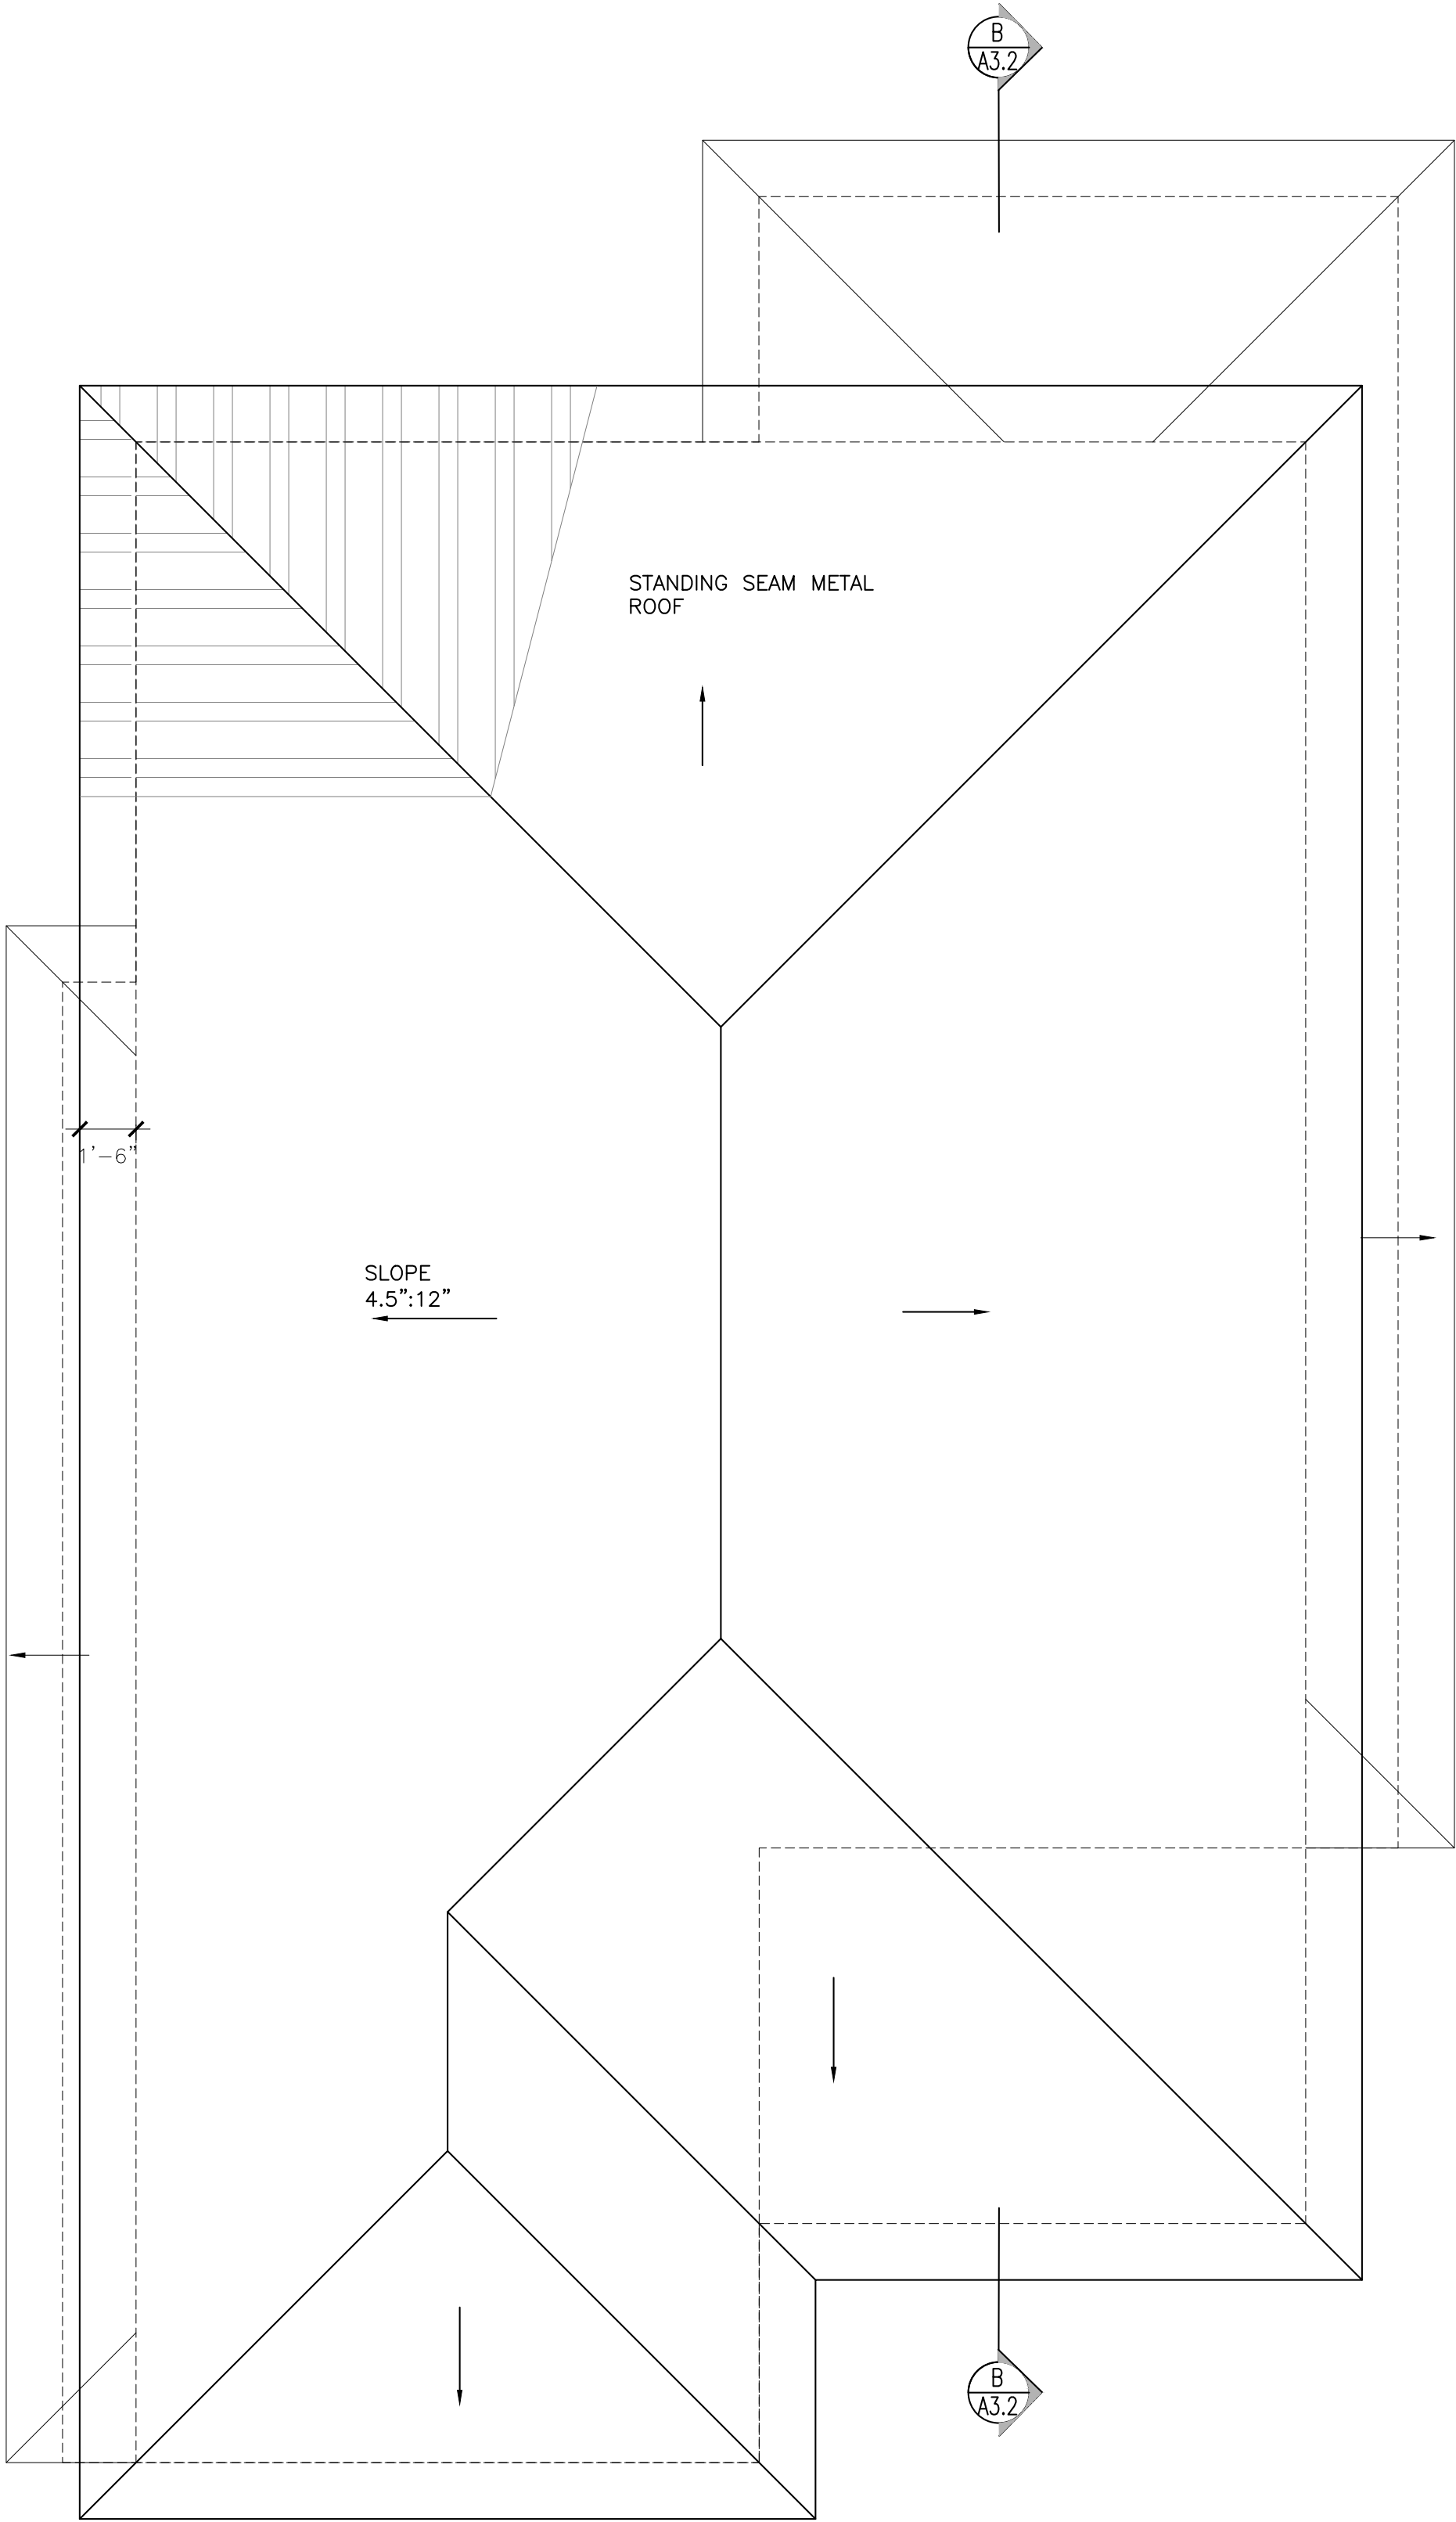 B
A3.2
STANDING SEAM METAL
ROOF
1'-6"
SLOPE
4.5":12"
B
A3.2